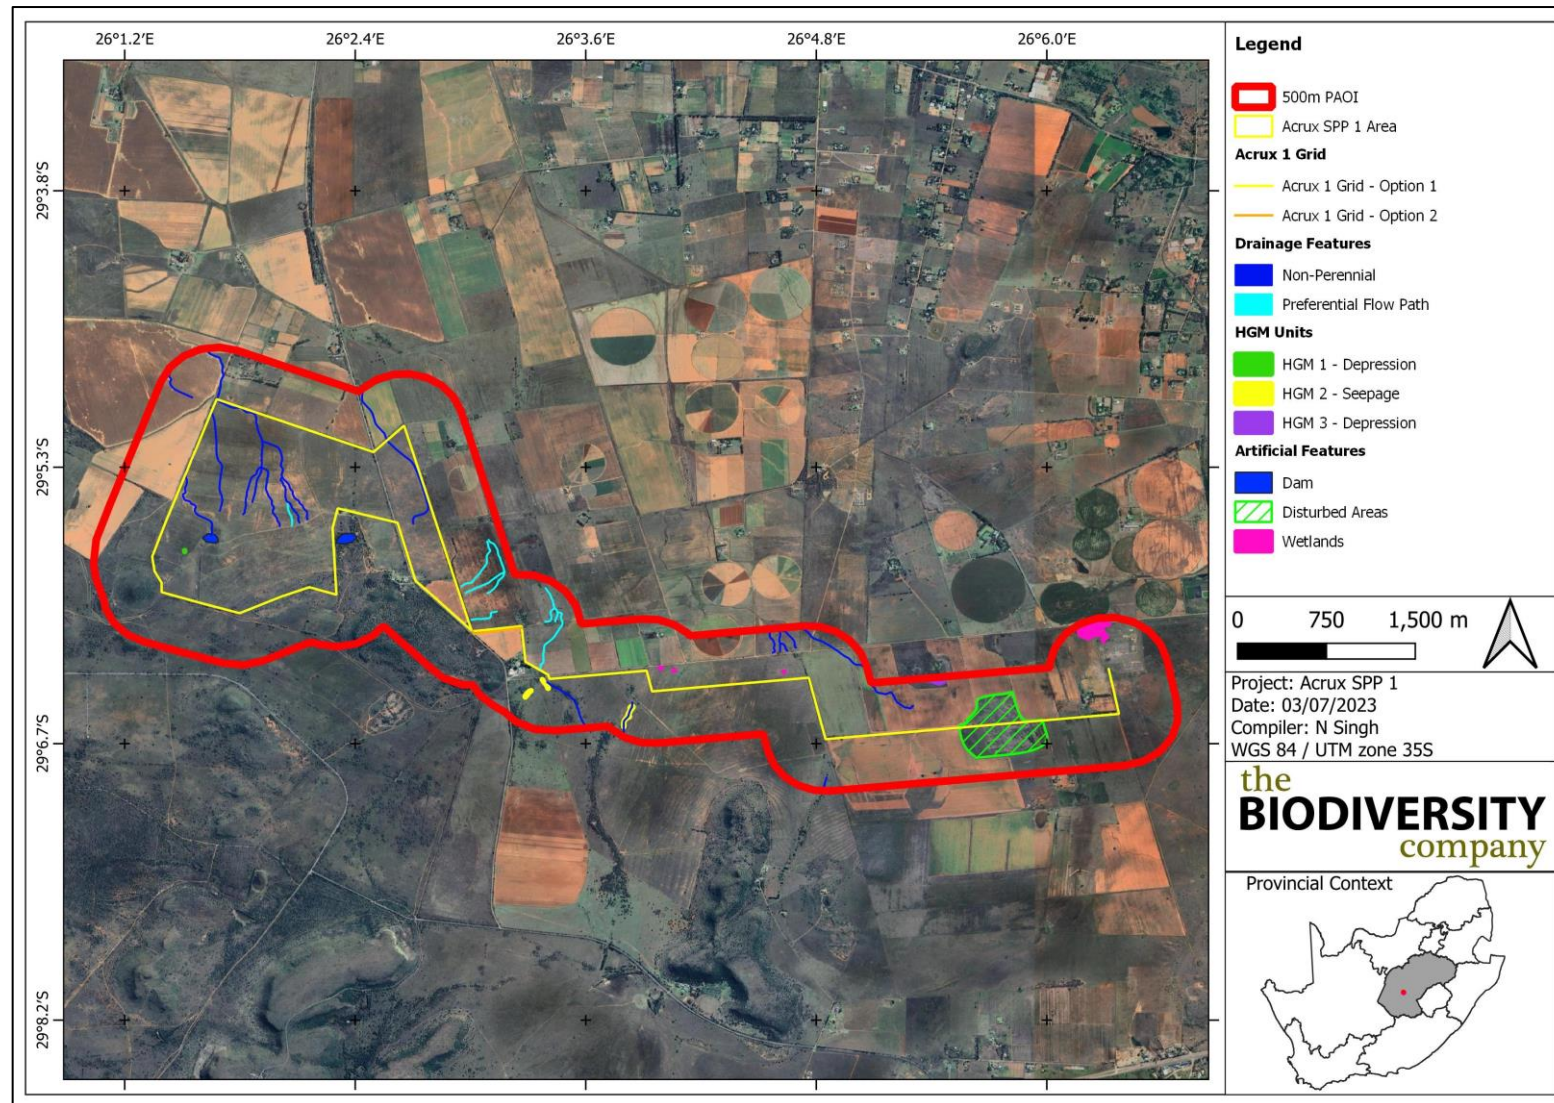 26°1.2′E 26°2.4′E 26°3.6′E 26°4.8′E 26°6.0′E
29°3.8′S
29°5.3′S
29°6.7′S
29°8.2′S
Legend
500m PAOI
Acrux SPP 1 Area
Acrux 1 Grid
Acrux 1 Grid - Option 1
Acrux 1 Grid - Option 2
Drainage Features
Non-Perennial
Preferential Flow Path
HGM Units
HGM 1 - Depression
HGM 2 - Seepage
HGM 3 - Depression
Artificial Features
Dam
Disturbed Areas
Wetlands
0 750 1,500 m
Project: Acrux SPP 1
Date: 03/07/2023
Compiler: N Singh
WGS 84 / UTM zone 35S
the
BIODIVERSITY
company
Provincial Context